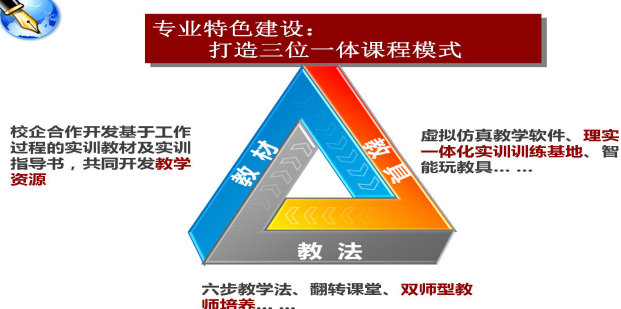 专业特色建设：
打造三位一体课程模式
校企合作开发基于工作
过程的实训教材及实训
指导书，共同开发教学
资源
教材
教具
虚拟仿真教学软件、理实
一体化实训训练基地、智
能玩教具... ...
教 法
六步教学法、翻转课堂、双师型教
师培养... ...